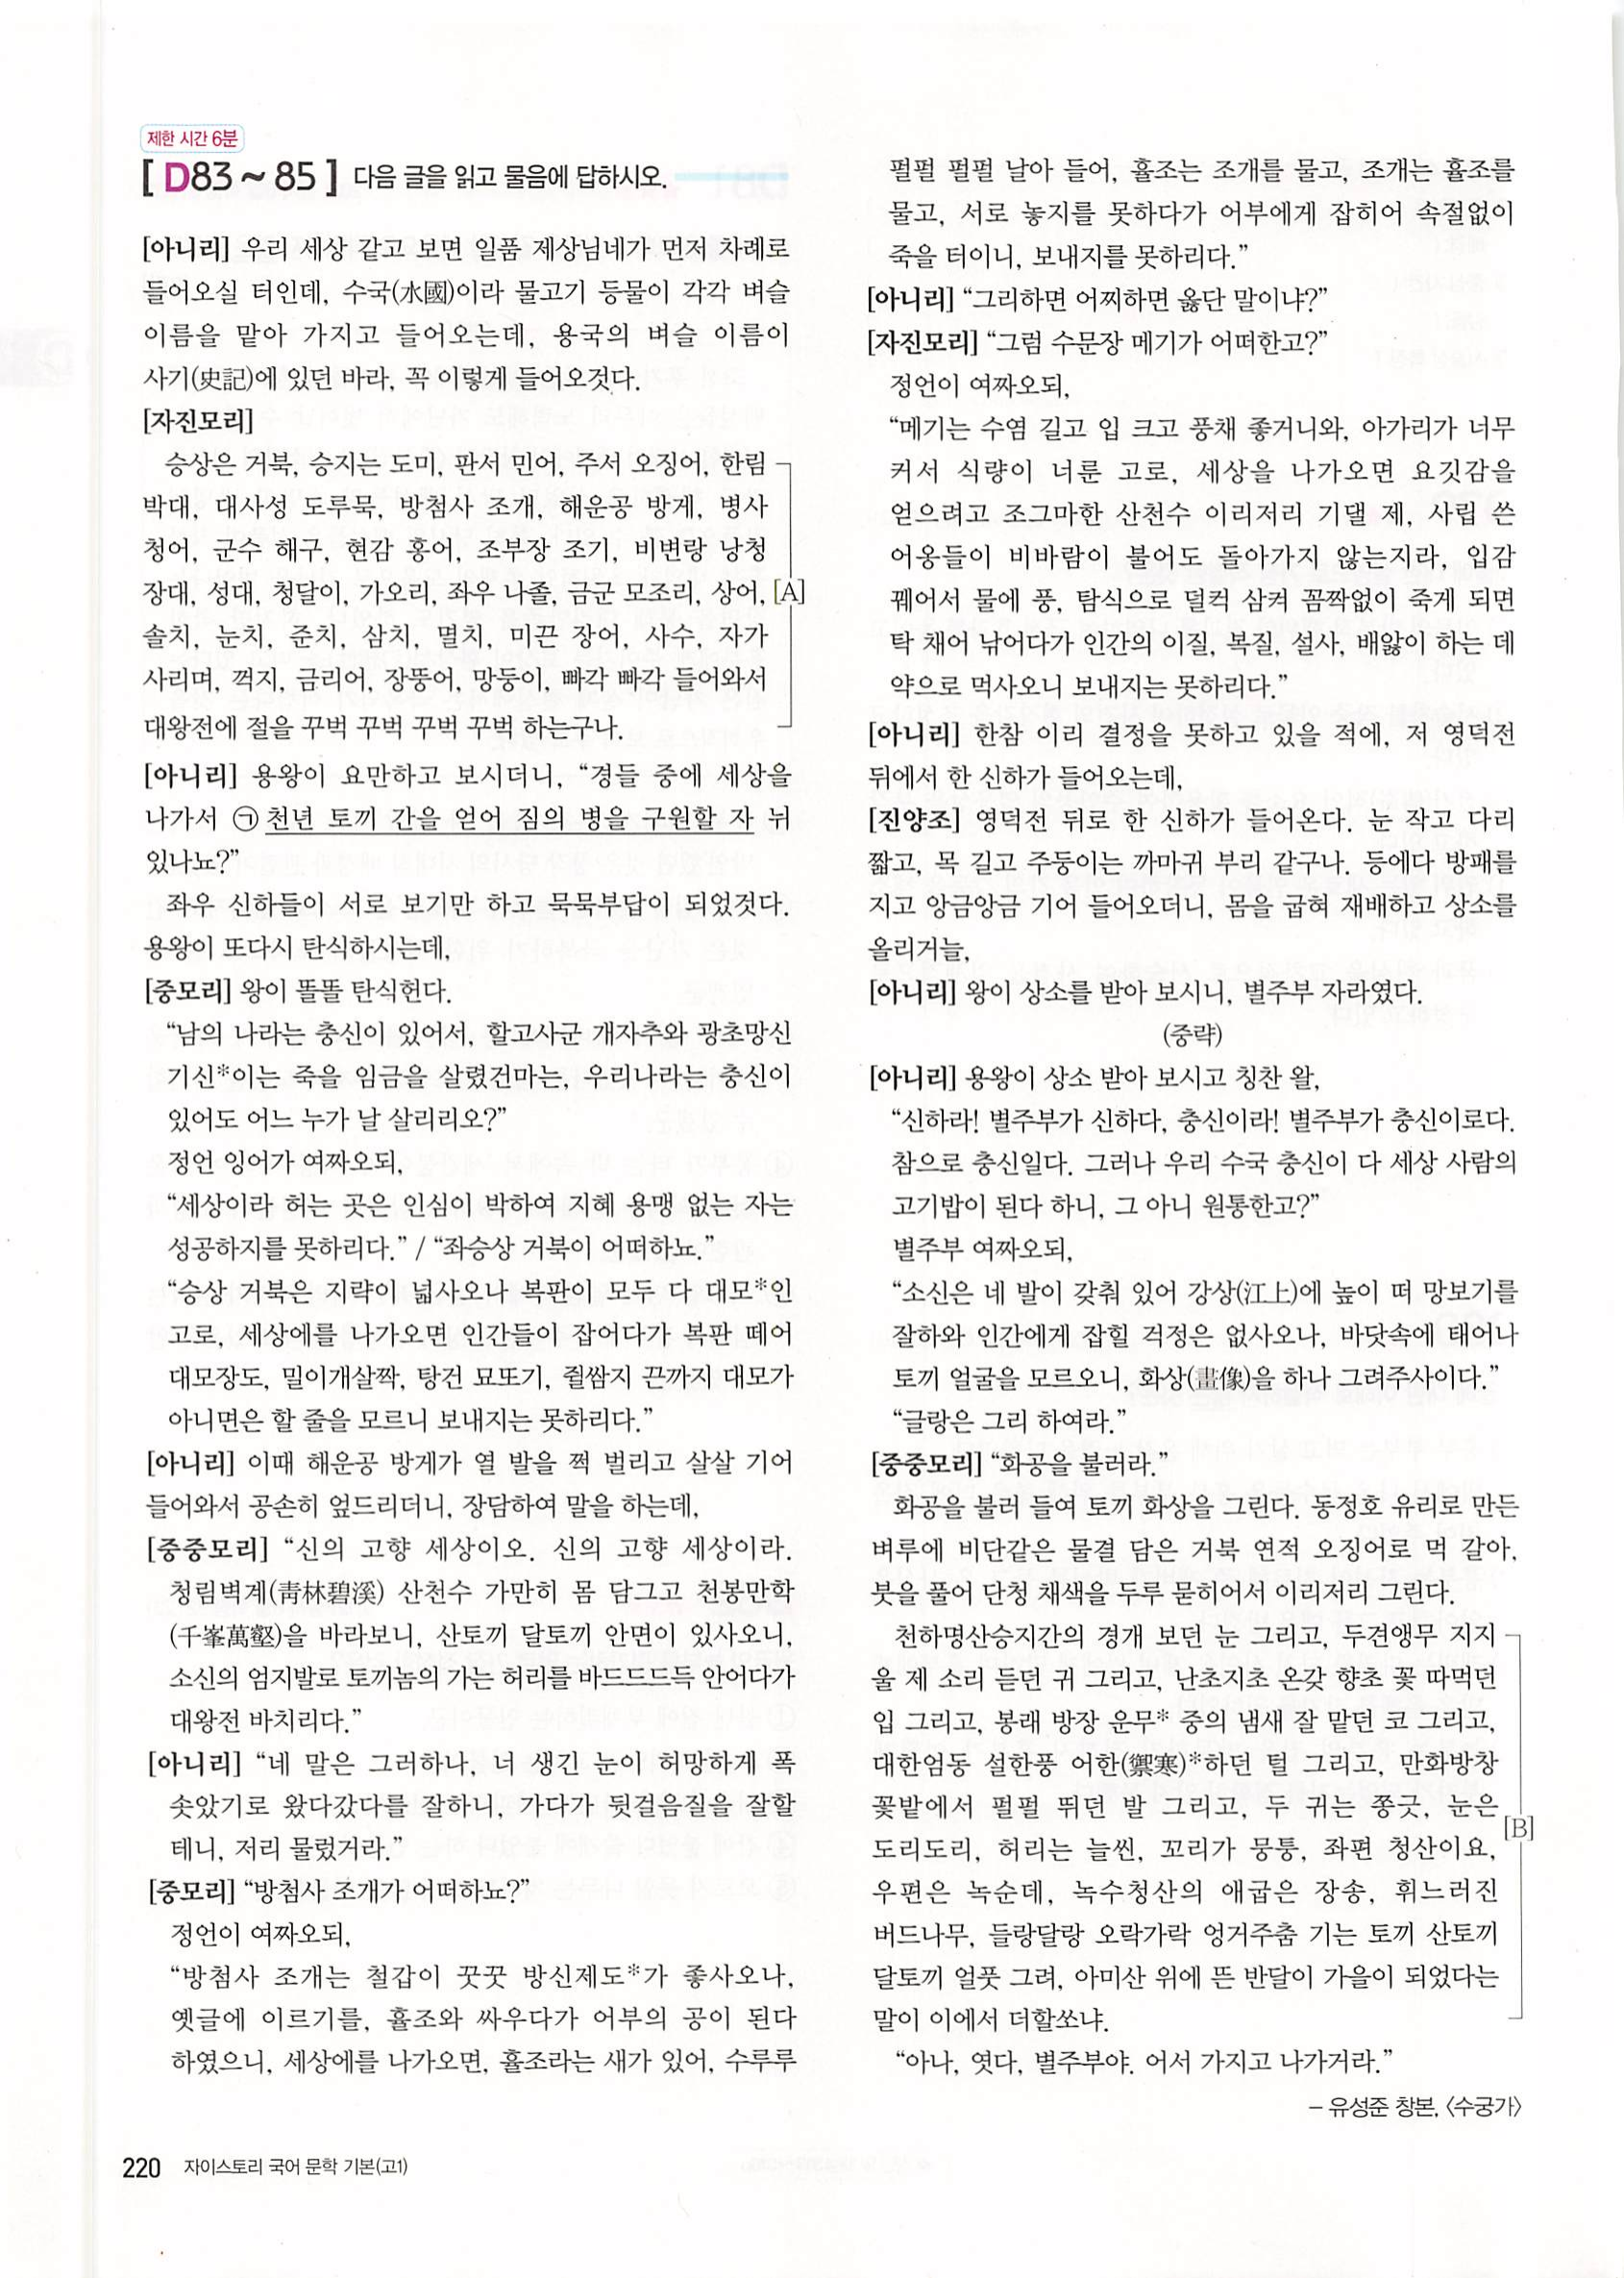 제한 시간 6분
[ D83 ~ 85 ] 다음 글을 읽고 물음에 답하시오.
[아니리] 우리 세상 같고 보면 일품 제상님네가 먼저 차례로
들어오실 터인데, 수국(水國)이라 물고기 등물이 각각 벼슬
이름을 맡아 가지고 들어오는데, 용국의 벼슬 이름이
사기(史記)에 있던 바라, 꼭 이렇게 들어오것다.
[자진모리]
승상은 거북, 승지는 도미, 판서 민어, 주서 오징어, 한림
박대, 대사성 도루묵, 방첨사 조개, 해운공 방게, 병사
청어, 군수 해구, 현감 홍어, 조부장 조기, 비변랑 낭청
장대, 성대, 청달이, 가오리, 좌우 나졸, 금군 모조리, 상어, [A]
솔치, 눈치, 준치, 삼치, 멸치, 미끈 장어, 사수, 자가
사리며, 꺽지, 금리어, 장뚱어, 망둥이, 빠각 빠각 들어와서
대왕전에 절을 꾸벅 꾸벅 꾸벅 꾸벅 하는구나.
[아니리] 용왕이 요만하고 보시더니, “경들 중에 세상을
나가서 ㉠천년 토끼 간을 얻어 짐의 병을 구원할 자 뉘
있나뇨?”
좌우 신하들이 서로 보기만 하고 묵묵부답이 되었것다.
용왕이 또다시 탄식하시는데,
[중모리] 왕이 똘똘 탄식헌다.
“남의 나라는 충신이 있어서, 할고사군 개자추와 광초망신
기신*이는 죽을 임금을 살렸건마는, 우리나라는 충신이
있어도 어느 누가 날 살리리오?”
정언 잉어가 여짜오되,
“세상이라 허는 곳은 인심이 박하여 지혜 용맹 없는 자는
성공하지를 못하리다.” / “좌승상 거북이 어떠하뇨.”
“승상 거북은 지략이 넓사오나 복판이 모두 다 대모*인
고로, 세상에를 나가오면 인간들이 잡어다가 복판 떼어
대모장도, 밀이개살짝, 탕건 묘또기, 쥘쌈지 끈까지 대모가
아니면은 할 줄을 모르니 보내지는 못하리다.”
[아니리] 이때 해운공 방게가 열 발을 쩍 벌리고 살살 기어
들어와서 공손히 엎드리더니, 장담하여 말을 하는데,
[중중모리] “신의 고향 세상이오. 신의 고향 세상이라.
청림벽계(靑林碧溪) 산천수 가만히 몸 담그고 천봉만학
(千峯萬壑)을 바라보니, 산토끼 달토끼 안면이 있사오니,
소신의 엄지발로 토끼놈의 가는 허리를 바드드드득 안어다가
대왕전 바치리다.”
[아니리] “네 말은 그러하나, 너 생긴 눈이 허망하게 폭
솟았기로 왔다갔다를 잘하니, 가다가 뒷걸음질을 잘할
테니, 저리 물렀거라.”
[중모리] “방첨사 조개가 어떠하뇨?”
정언이 여짜오되,
“방첨사 조개는 철갑이 꿋꿋 방신제도*가 좋사오나,
옛글에 이르기를, 휼조와 싸우다가 어부의 공이 된다
하였으니, 세상에를 나가오면, 휼조라는 새가 있어, 수루루
펄펄 펄펄 날아 들어, 휼조는 조개를 물고, 조개는 휼조를
물고, 서로 놓지를 못하다가 어부에게 잡히어 속절없이
죽을 터이니, 보내지를 못하리다.”
[아니리] “그리하면 어찌하면 옳단 말이냐?”
[자진모리] “그럼 수문장 메기가 어떠한고?”
정언이 여짜오되,
“메기는 수염 길고 입 크고 풍채 좋거니와, 아가리가 너무
커서 식량이 너룬 고로, 세상을 나가오면 요깃감을
얻으려고 조그마한 산천수 이리저리 기댈 제, 사립 쓴
어옹들이 비바람이 불어도 돌아가지 않는지라, 입감
꿰어서 물에 풍, 탐식으로 덜컥 삼켜 꼼짝없이 죽게 되면
탁 채어 낚어다가 인간의 이질, 복질, 설사, 배앓이 하는 데
약으로 먹사오니 보내지는 못하리다.”
[아니리] 한참 이리 결정을 못하고 있을 적에, 저 영덕전
뒤에서 한 신하가 들어오는데,
[진양조] 영덕전 뒤로 한 신하가 들어온다. 눈 작고 다리
짧고, 목 길고 주둥이는 까마귀 부리 같구나. 등에다 방패를
지고 앙금앙금 기어 들어오더니, 몸을 굽혀 재배하고 상소를
올리거늘,
[아니리] 왕이 상소를 받아 보시니, 별주부 자라였다.
(중략)
[아니리] 용왕이 상소 받아 보시고 칭찬 왈,
“신하라! 별주부가 신하다, 충신이라! 별주부가 충신이로다.
참으로 충신일다. 그러나 우리 수국 충신이 다 세상 사람의
고기밥이 된다 하니, 그 아니 원통한고?”
별주부 여짜오되,
“소신은 네 발이 갖춰 있어 강상(江上)에 높이 떠 망보기를
잘하와 인간에게 잡힐 걱정은 없사오나, 바닷속에 태어나
토끼 얼굴을 모르오니, 화상(畫像)을 하나 그려주사이다.”
“글랑은 그리 하여라.”
[중중모리] “화공을 불러라.”
화공을 불러 들여 토끼 화상을 그린다. 동정호 유리로 만든
벼루에 비단같은 물결 담은 거북 연적 오징어로 먹 갈아,
붓을 풀어 단청 채색을 두루 묻히어서 이리저리 그린다.
천하명산승지간의 경개 보던 눈 그리고, 두견앵무 지지
울 제 소리 듣던 귀 그리고, 난초지초 온갖 향초 꽃 따먹던
입 그리고, 봉래 방장 운무* 중의 냄새 잘 맡던 코 그리고,
대한엄동 설한풍 어한(禦寒)*하던 털 그리고, 만화방창
꽃밭에서 펄펄 뛰던 발 그리고, 두 귀는 쫑긋, 눈은 [B]
도리도리, 허리는 늘씬, 꼬리가 뭉퉁, 좌편 청산이요,
우편은 녹순데, 녹수청산의 애굽은 장송, 휘느러진
버드나무, 들랑달랑 오락가락 엉거주춤 기는 토끼 산토끼
달토끼 얼풋 그려, 아미산 위에 뜬 반달이 가을이 되었다는
말이 이에서 더할쏘냐.
“아나, 엿다, 별주부야. 어서 가지고 나가거라.”
- 유성준 창본, 〈수궁가〉
220 자이스토리 국어 문학 기본(고1)